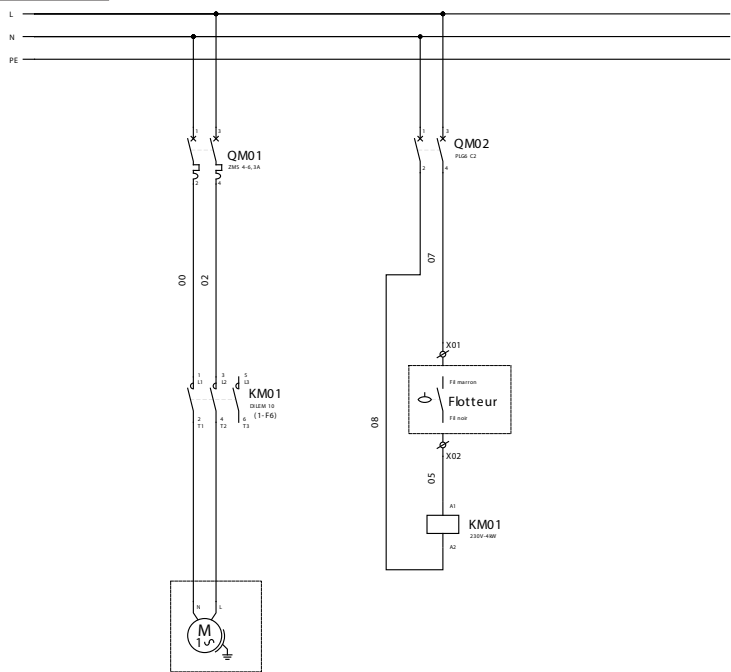 L
N
PE
1 3
QM01
ZMS 4-6,3A
2 4
1 3
QM02
PLG6 C2
2 4
00
02
07
X01
1 3 5
L1 L2 L3
KM01
DILEM 10
(1-F6)
2 4 6
T1 T2 T3
Fil marron
Flotteur
Fil noir
08
X02
05
A1
KM01
230V-4KW
A2
N L
M
1